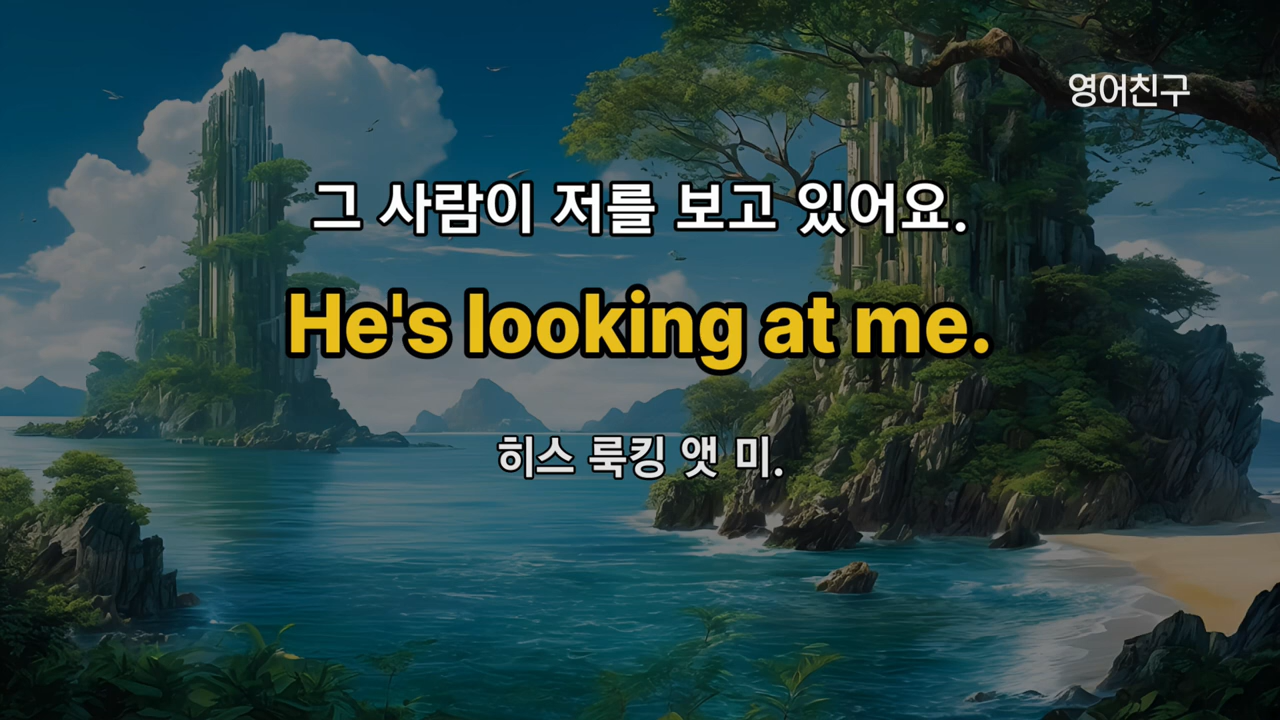 영어친구
그 사람이 저를 보고 있어요.
He's looking at me.
히스 룩킹 앳 미.